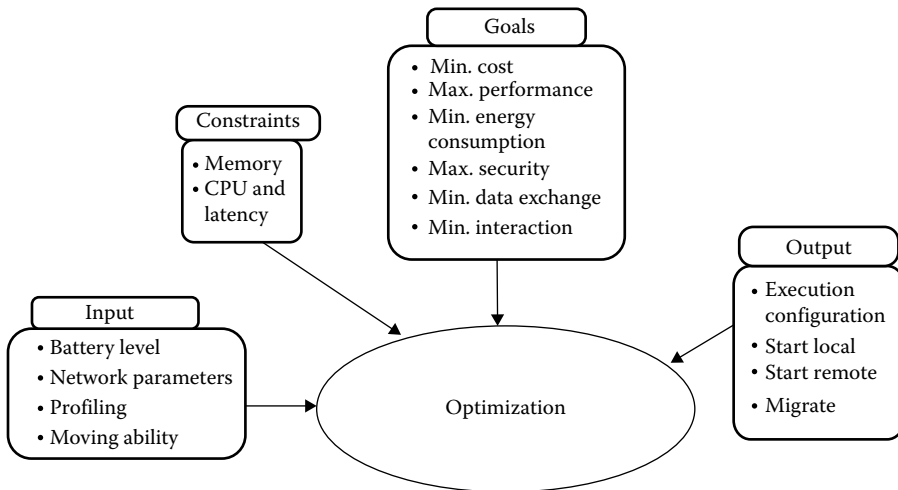 Goals
• Min. cost
• Max. performance
• Min. energy
consumption
• Max. security
• Min. data exchange
• Min. interaction
Constraints
• Memory
• CPU and
latency
Input
• Battery level
• Network parameters
• Profiling
• Moving ability
Optimization
Output
• Execution
configuration
• Start local
• Start remote
• Migrate